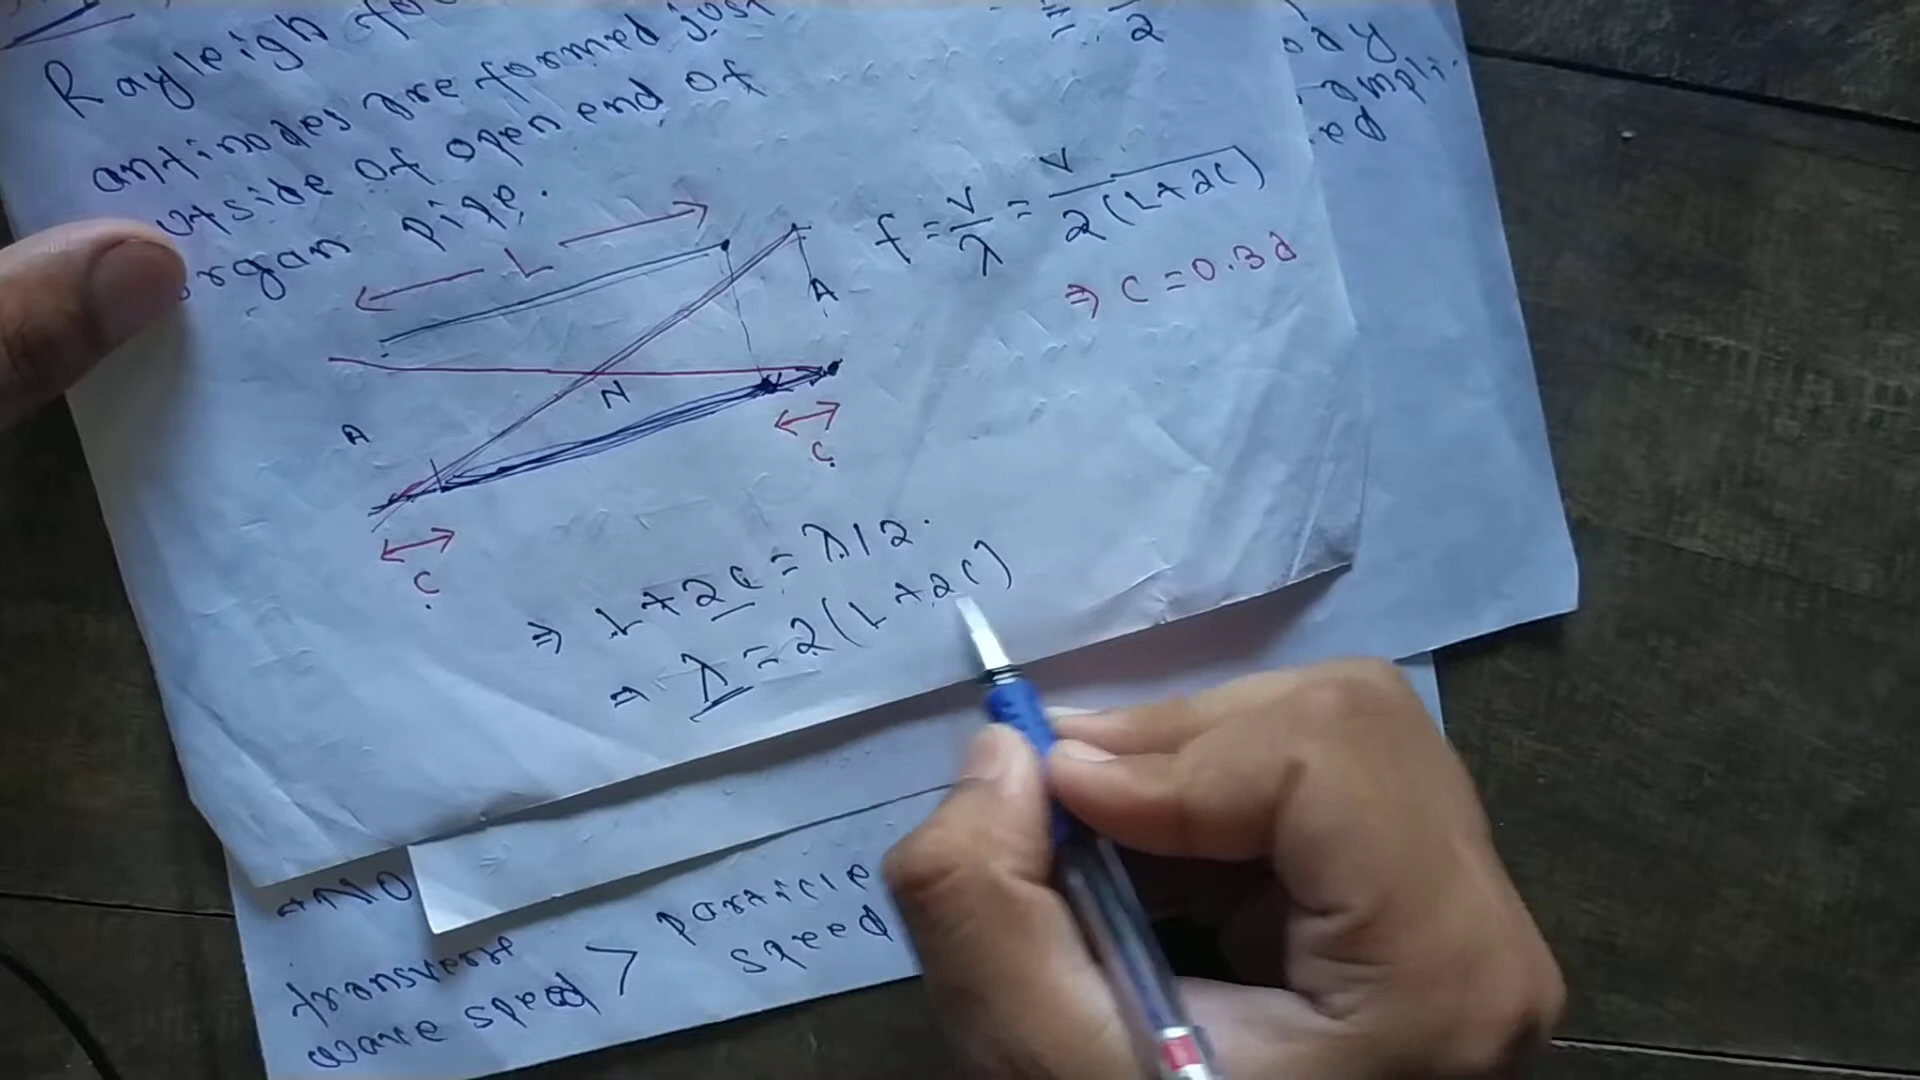 Rayleigh
antinodes are formed just
outside of open end of
organ pipe.
L
A
N
A
C
C
f = v/λ = v/2(L+2C)
⇒ C = 0.3d
⇒ L+2C = λ/2.
⇒ λ = 2(L+2C)
2
transverse
wave speed > particle
speed